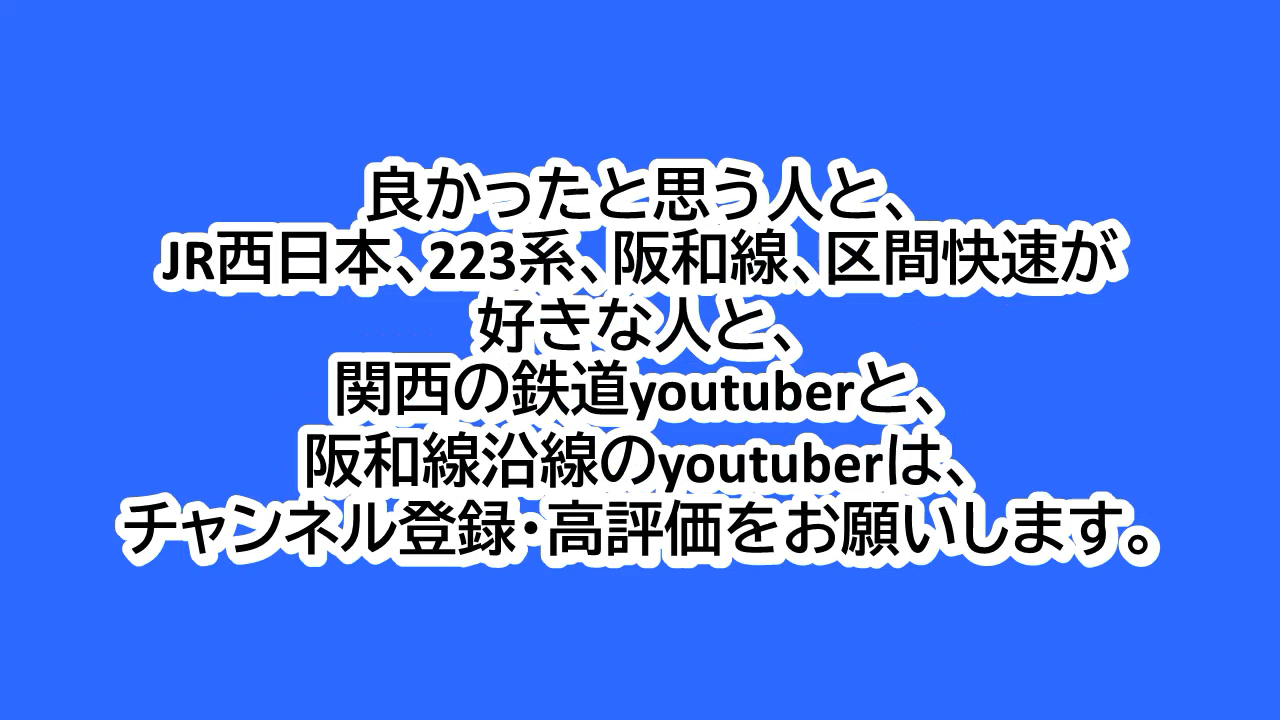 良かったと思う人と、
JR西日本、223系、阪和線、区間快速が
好きな人と、
関西の鉄道youtuberと、
阪和線沿線のyoutuberは、
チャンネル登録・高評価をお願いします。